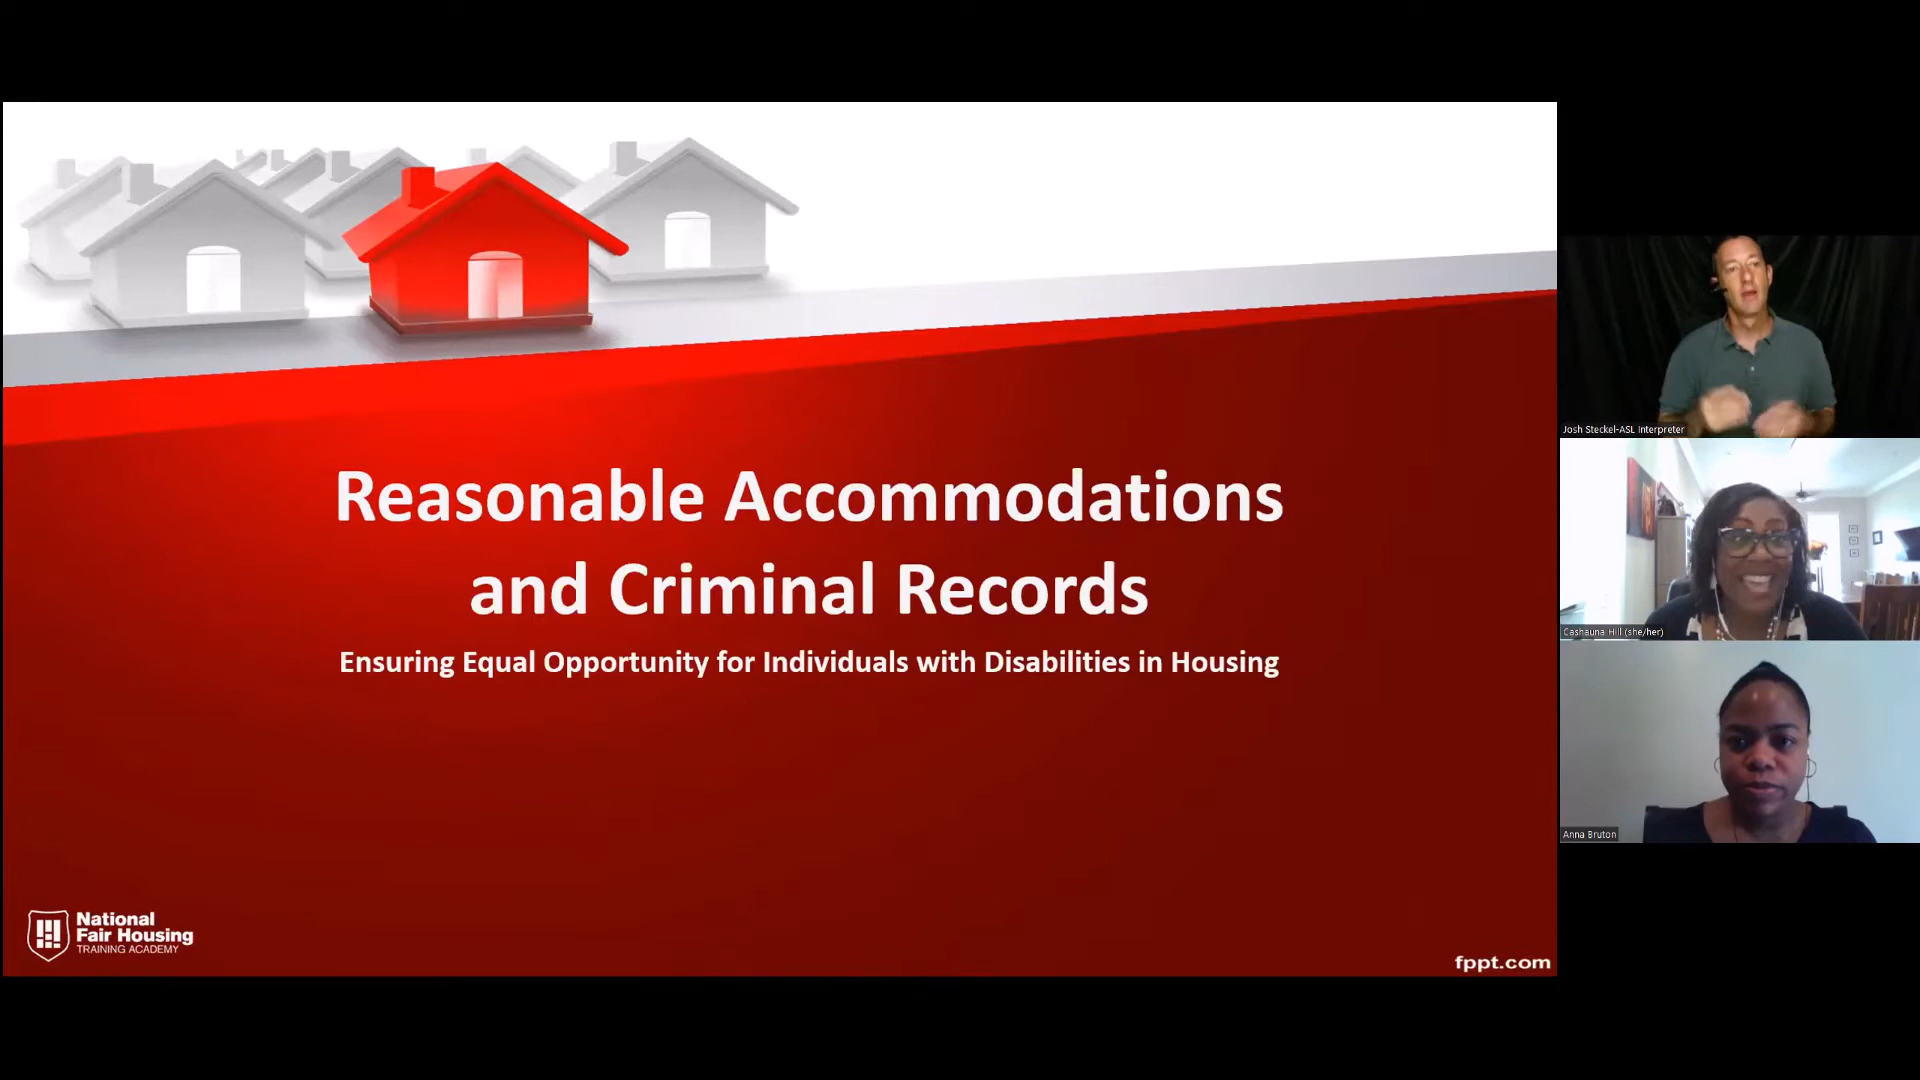 Reasonable Accommodations
and Criminal Records
Ensuring Equal Opportunity for Individuals with Disabilities in Housing
National
Fair Housing
TRAINING ACADEMY
fppt.com
Josh Steckel-ASL Interpreter
Cashauna Hill (she/her)
Anna Bruton